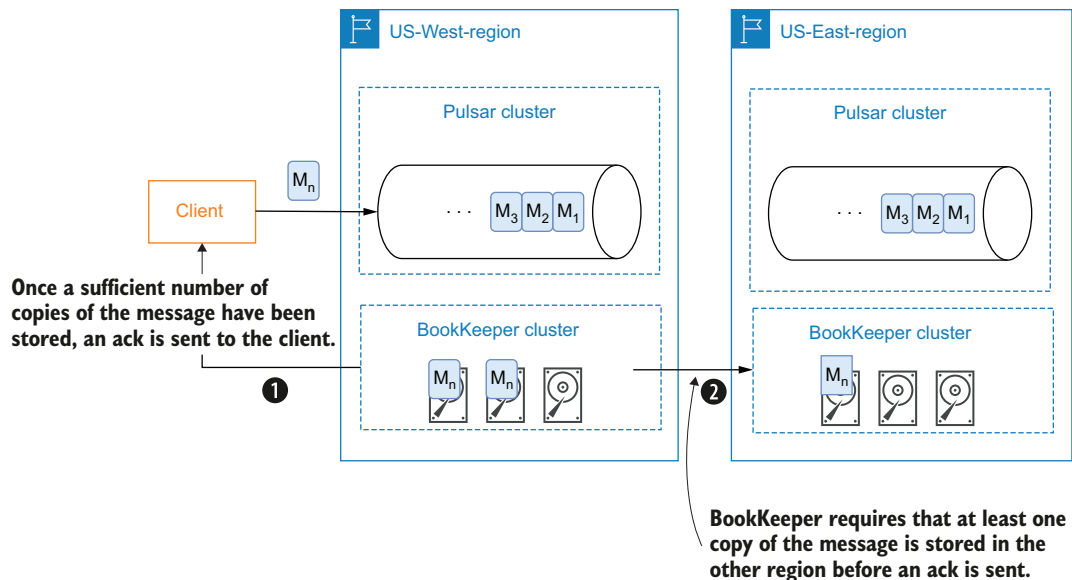 US-West-region
US-East-region
Pulsar cluster
Pulsar cluster
Mn
Client
· · · M3 M2 M1
· · · M3 M2 M1
Once a sufficient number of
copies of the message have been
stored, an ack is sent to the client.
BookKeeper cluster
BookKeeper cluster
Mn Mn
Mn
1
2
BookKeeper requires that at least one
copy of the message is stored in the
other region before an ack is sent.